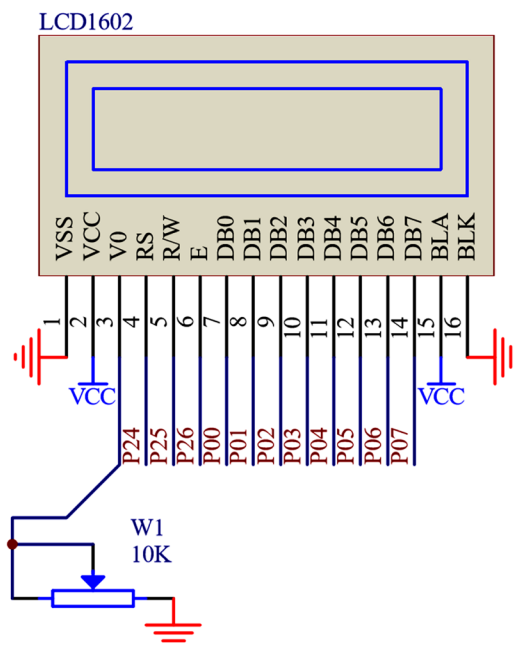 LCD1602
VSS VCC V0 RS R/W E DB0 DB1 DB2 DB3 DB4 DB5 DB6 DB7 BLA BLK
1 2 3 4 5 6 7 8 9 10 11 12 13 14 15 16
VCC VCC
P24 P25 P26 P00 P01 P02 P03 P04 P05 P06 P07
W1
10K